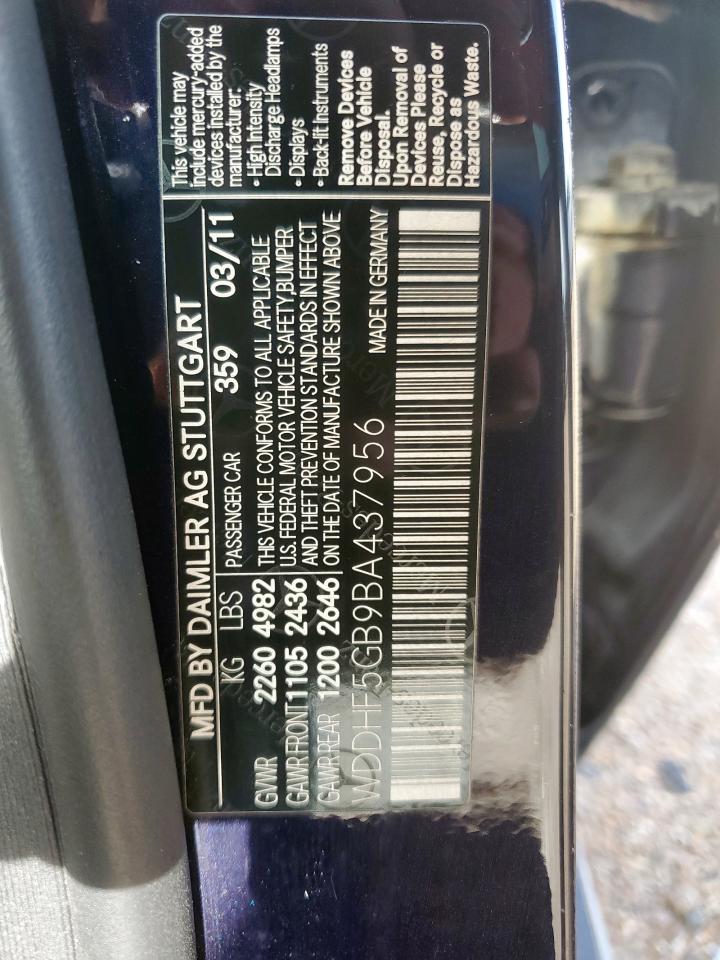 MFD BY DAIMLER AG STUTTGART
KG LBS PASSENGER CAR 359 03/11
GVWR 2260 4982
GAWR-FRONT 1105 2436
GAWR-REAR 1200 2646
THIS VEHICLE CONFORMS TO ALL APPLICABLE
U.S. FEDERAL MOTOR VEHICLE SAFETY,BUMPER
AND THEFT PREVENTION STANDARDS IN EFFECT
ON THE DATE OF MANUFACTURE SHOWN ABOVE
WDDHF5GB9BA437956 MADE IN GERMANY
This vehicle may
include mercury-added
devices installed by the
manufacturer:
• High Intensity
Discharge Headlamps
• Displays
• Back-lit Instruments
Remove Devices
Before Vehicle
Disposal.
Upon Removal of
Devices Please
Reuse, Recycle or
Dispose as
Hazardous Waste.